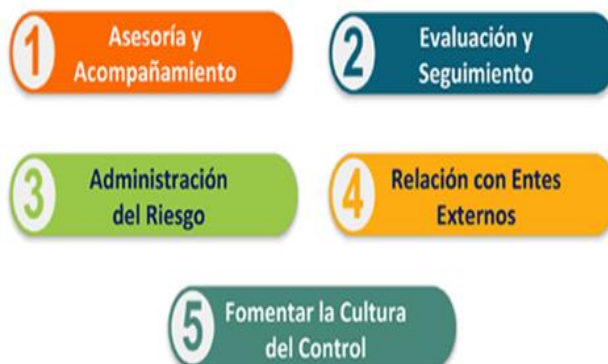 1 Asesoría y
Acompañamiento
2 Evaluación y
Seguimiento
3 Administración
del Riesgo
4 Relación con Entes
Externos
5 Fomentar la Cultura
del Control